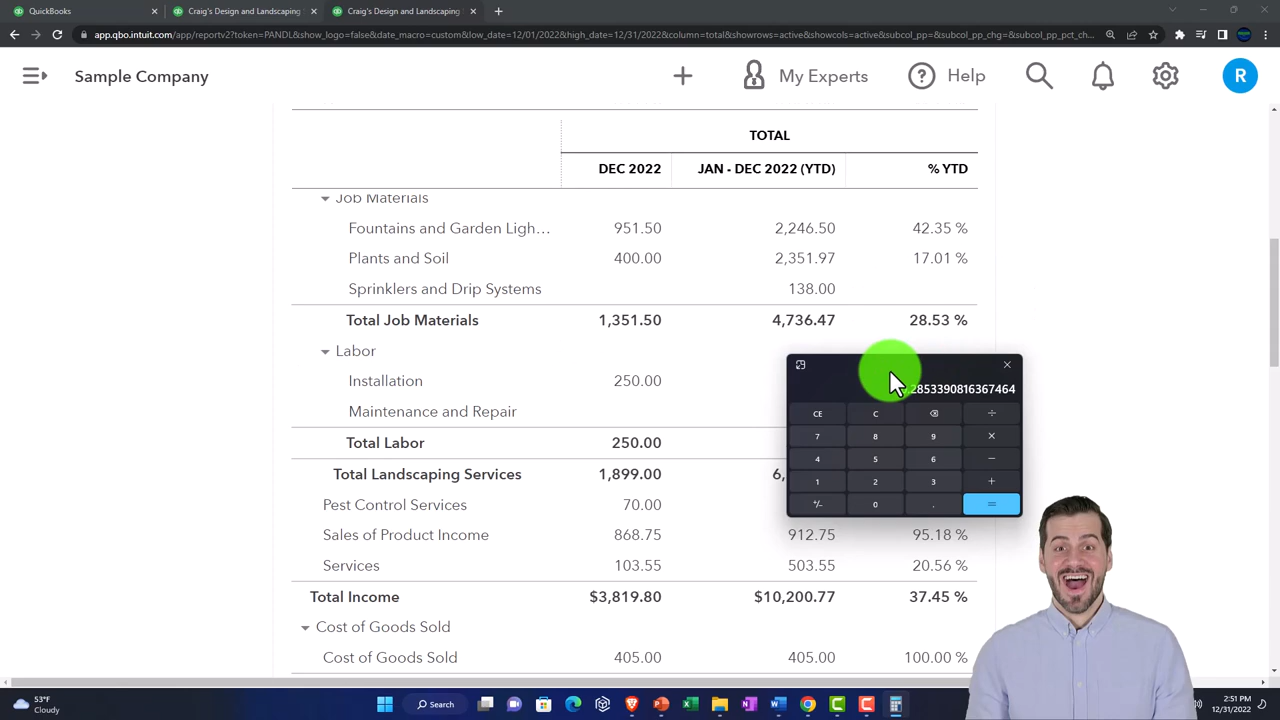 QuickBooks
Craig's Design and Landscaping
Craig's Design and Landscaping
app.qbo.intuit.com/app/reportv2?token=PANDL&show_logo=false&date_macro=custom&low_date=12/01/2022&high_date=12/31/2022&column=total&showrows=active&showcols=active&subcol_pp=&subcol_pp_chg=&subcol_pp_pct_ch...
Sample Company
My Experts
Help
R
TOTAL
DEC 2022 JAN - DEC 2022 (YTD) % YTD
Job Materials
Fountains and Garden Ligh... 951.50 2,246.50 42.35 %
Plants and Soil 400.00 2,351.97 17.01 %
Sprinklers and Drip Systems 138.00
Total Job Materials 1,351.50 4,736.47 28.53 %
Labor
Installation 250.00
Maintenance and Repair
Total Labor 250.00
Total Landscaping Services 1,899.00 6,
Pest Control Services 70.00
Sales of Product Income 868.75 912.75 95.18 %
Services 103.55 503.55 20.56 %
Total Income $3,819.80 $10,200.77 37.45 %
Cost of Goods Sold
Cost of Goods Sold 405.00 405.00 100.00 %
2853390816367464
CE C ÷
7 8 9 ×
4 5 6 −
1 2 3 +
+/− 0 . =
53°F
Cloudy
Search
2:51 PM
12/31/2022